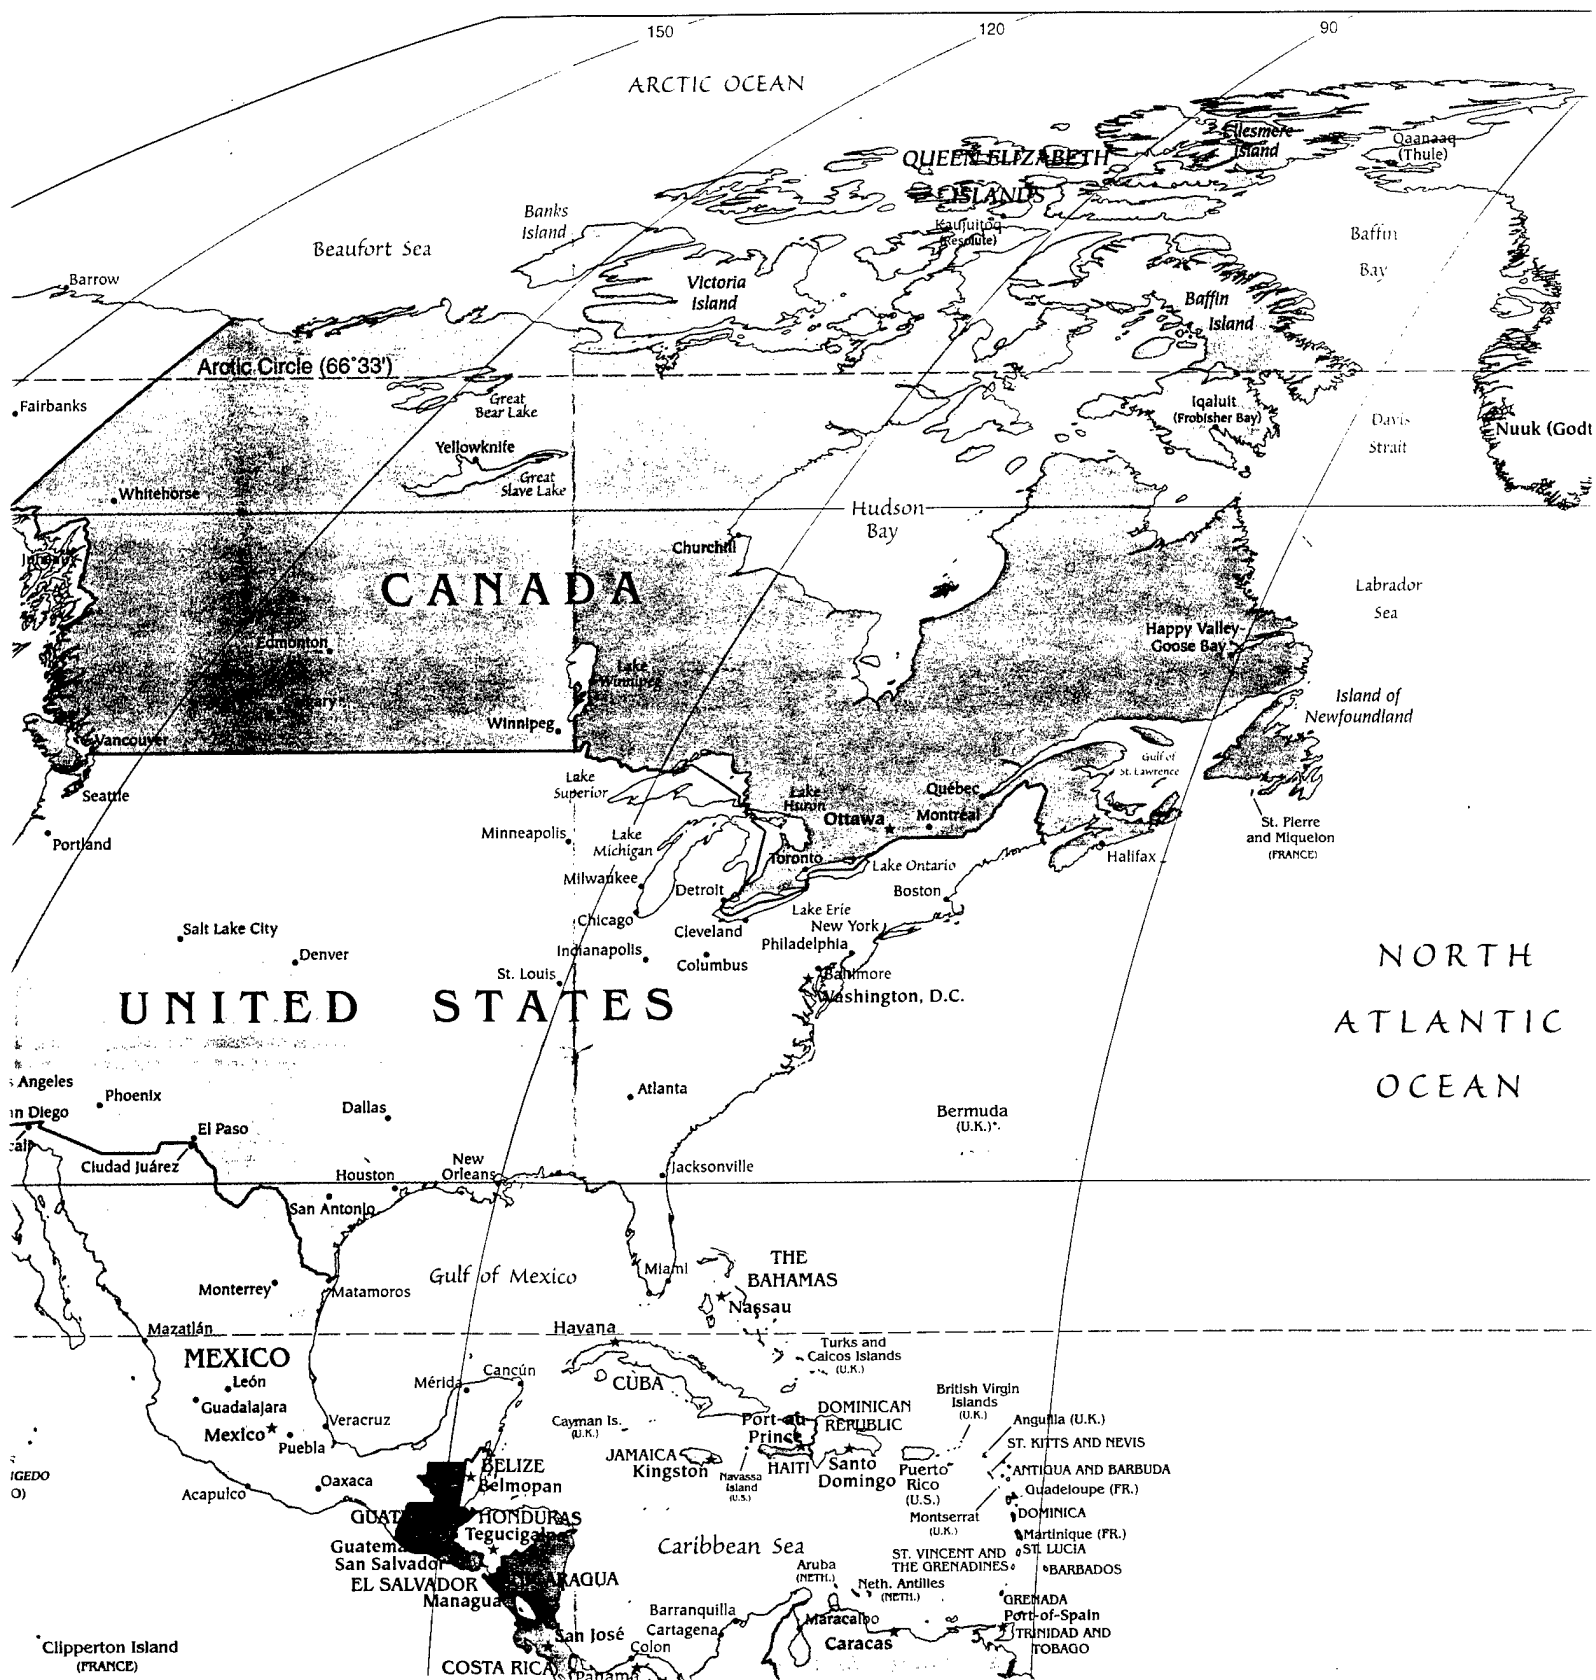 150
120
90
ARCTIC OCEAN
Ellesmere
Island
Qaanaaq
(Thule)
QUEEN ELIZABETH
ISLANDS
Kaujuitoq
(Resolute)
Banks
Island
Beaufort Sea
Baffin
Bay
Barrow
Victoria
Island
Baffin
Island
Arctic Circle (66°33')
Fairbanks
Great
Bear Lake
Iqaluit
(Frobisher Bay)
Davis
Strait
Nuuk (Godt
Yellowknife
Great
Slave Lake
Whitehorse
Hudson
Bay
Churchill
CANADA
Labrador
Sea
Happy Valley-
Goose Bay
Edmonton
Lake
Winnipeg
Island of
Newfoundland
Winnipeg
Vancouver
Gulf of
St. Lawrence
Lake
Superior
Seattle
Lake
Huron
Québec
Ottawa
Montréal
St. Pierre
and Miquelon
(FRANCE)
Minneapolis
Lake
Michigan
Portland
Toronto
Lake Ontario
Halifax
Milwaukee
Detroit
Boston
Chicago
Lake Erie
Cleveland
New York
Salt Lake City
Denver
Indianapolis
Columbus
Philadelphia
St. Louis
Baltimore
Washington, D.C.
NORTH
ATLANTIC
OCEAN
UNITED STATES
s Angeles
Phoenix
Atlanta
Dallas
Bermuda
(U.K.)
an Diego
El Paso
Ciudad Juárez
Houston
New
Orleans
Jacksonville
San Antonio
THE
BAHAMAS
Miami
Gulf of Mexico
Monterrey
Matamoros
Nassau
Mazatlán
Havana
Turks and
Caicos Islands
(U.K.)
MEXICO
León
Mérida
Cancún
CUBA
Guadalajara
British Virgin
Islands
(U.K.)
DOMINICAN
REPUBLIC
Veracruz
Cayman Is.
(U.K.)
Port-au
Prince
Anguilla (U.K.)
Mexico
Puebla
ST. KITTS AND NEVIS
JAMAICA
Kingston
HAITI
Santo
Domingo
Puerto
Rico
(U.S.)
BELIZE
Belmopan
Navassa
Island
(U.S.)
ANTIGUA AND BARBUDA
IGEDO
O)
Oaxaca
Acapulco
Guadeloupe (FR.)
Montserrat
(U.K.)
DOMINICA
GUAT
HONDURAS
Tegucigalpa
Martinique (FR.)
Guatema
Caribbean Sea
ST. LUCIA
ST. VINCENT AND
THE GRENADINES
San Salvador
EL SALVADOR
Aruba
(NETH.)
BARBADOS
ARAGUA
Neth. Antilles
(NETH.)
Managua
Barranquilla
GRENADA
Cartagena
Maracaibo
Port-of-Spain
TRINIDAD AND
TOBAGO
San José
Colon
Caracas
Clipperton Island
(FRANCE)
COSTA RICA
Panama